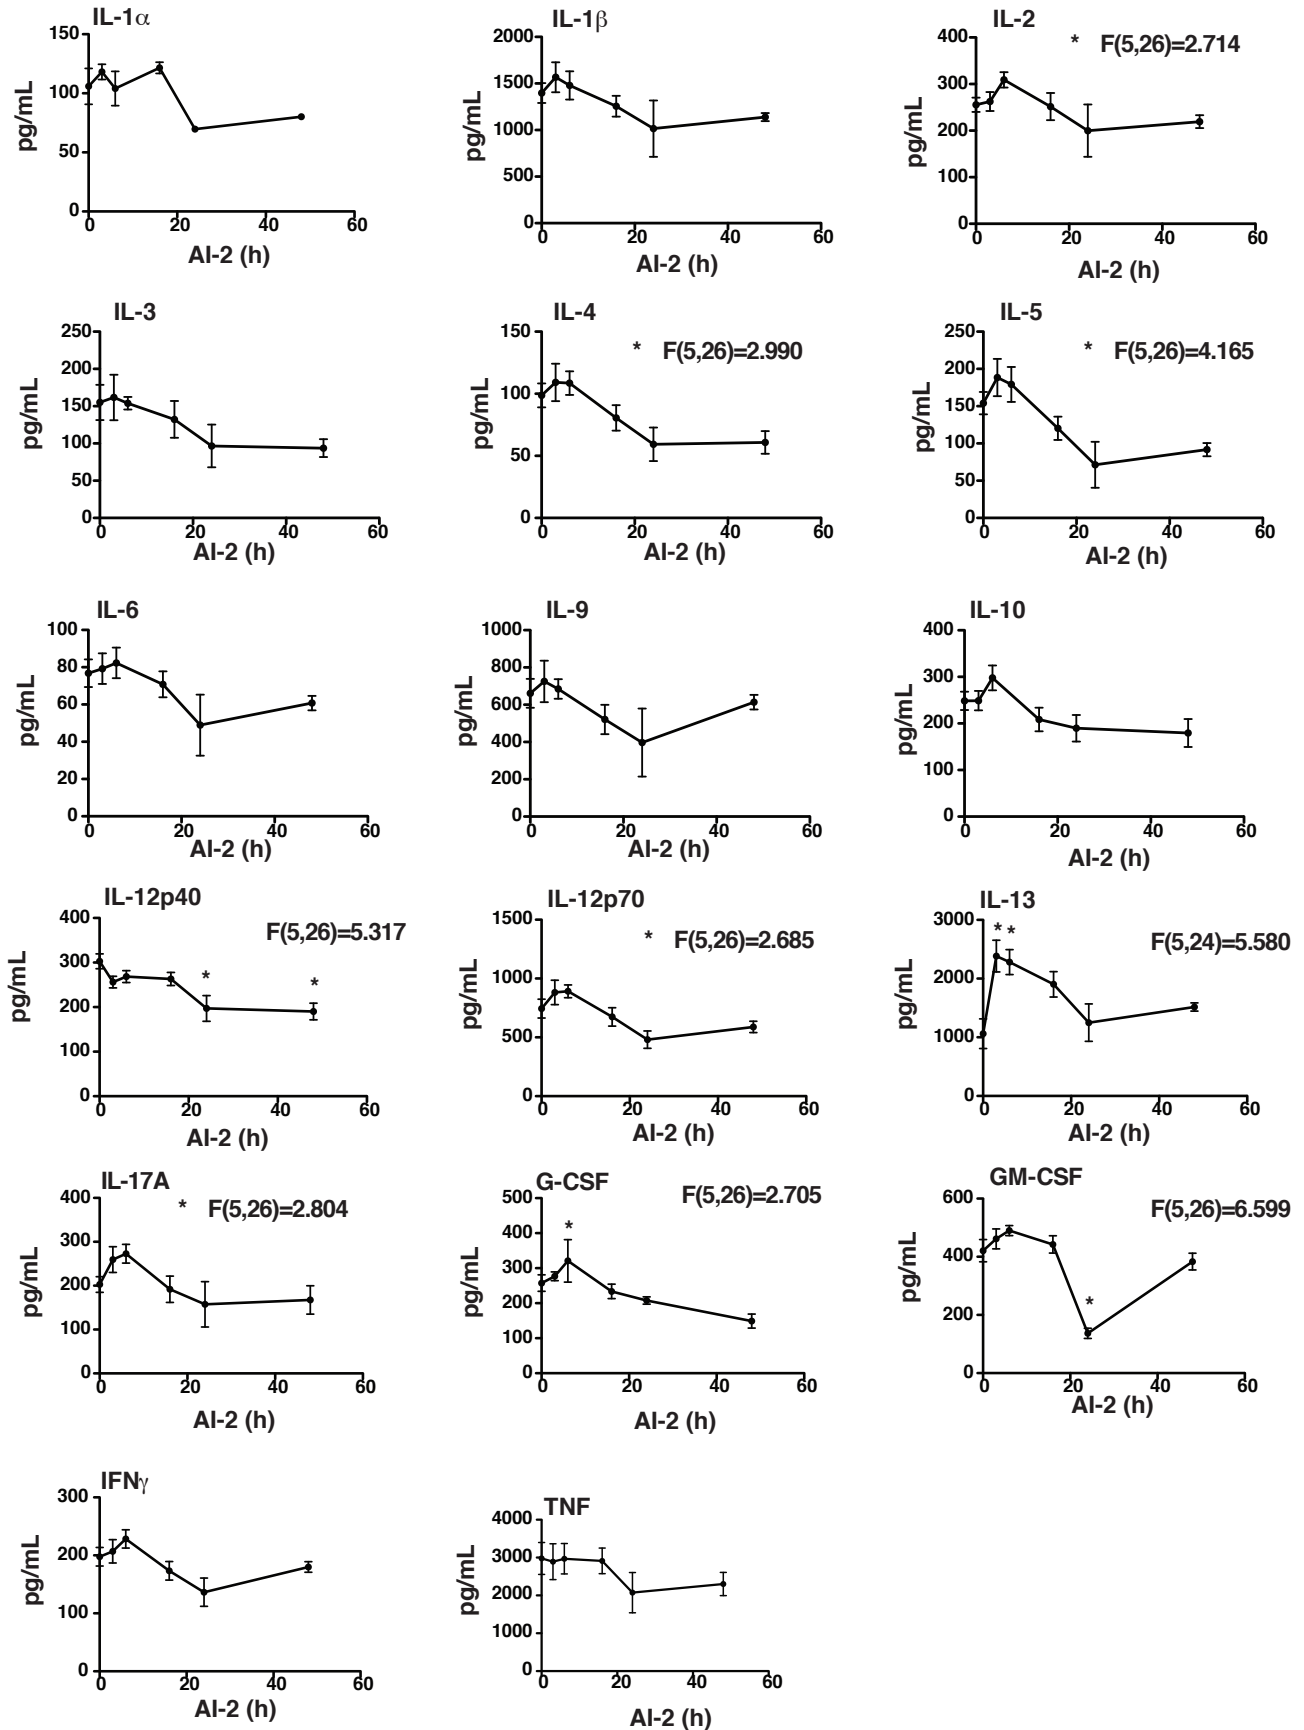 IL-1α
150
100
50
0
pg/mL
0 20 40 60
AI-2 (h)
IL-1β
2000
1500
1000
500
0
pg/mL
0 20 40 60
AI-2 (h)
IL-2
* F(5,26)=2.714
400
300
200
100
0
pg/mL
0 20 40 60
AI-2 (h)
IL-3
250
200
150
100
50
0
pg/mL
0 20 40 60
AI-2 (h)
IL-4
* F(5,26)=2.990
150
100
50
0
pg/mL
0 20 40 60
AI-2 (h)
IL-5
* F(5,26)=4.165
250
200
150
100
50
0
pg/mL
0 20 40 60
AI-2 (h)
IL-6
100
80
60
40
20
0
pg/mL
0 20 40 60
AI-2 (h)
IL-9
1000
800
600
400
200
0
pg/mL
0 20 40 60
AI-2 (h)
IL-10
400
300
200
100
0
pg/mL
0 20 40 60
AI-2 (h)
IL-12p40
F(5,26)=5.317
* *
400
300
200
100
0
pg/mL
0 20 40 60
AI-2 (h)
IL-12p70
* F(5,26)=2.685
1500
1000
500
0
pg/mL
0 20 40 60
AI-2 (h)
IL-13
* *
F(5,24)=5.580
3000
2000
1000
0
pg/mL
0 20 40 60
AI-2 (h)
IL-17A
* F(5,26)=2.804
400
300
200
100
0
pg/mL
0 20 40 60
AI-2 (h)
G-CSF
F(5,26)=2.705
*
500
400
300
200
100
0
pg/mL
0 20 40 60
AI-2 (h)
GM-CSF
F(5,26)=6.599
*
600
400
200
0
pg/mL
0 20 40 60
AI-2 (h)
IFNγ
300
200
100
0
pg/mL
0 20 40 60
AI-2 (h)
TNF
4000
3000
2000
1000
0
pg/mL
0 20 40 60
AI-2 (h)